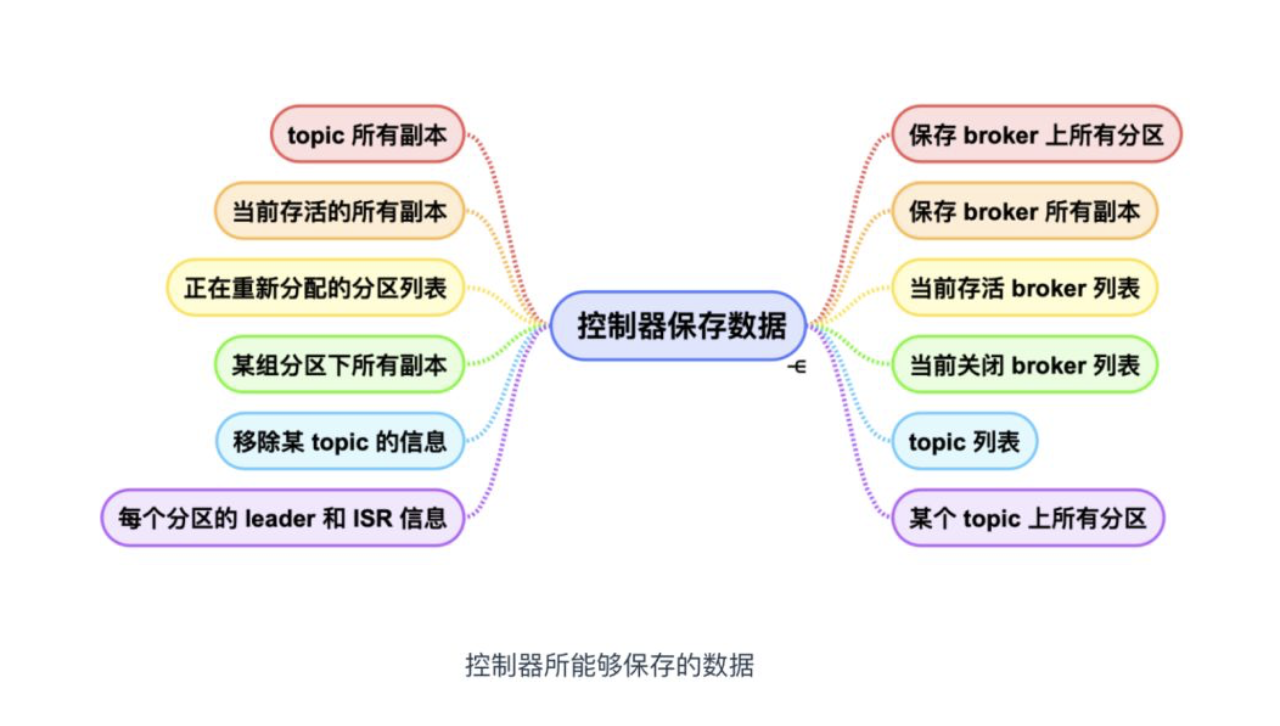 topic 所有副本
当前存活的所有副本
正在重新分配的分区列表
某组分区下所有副本
移除某 topic 的信息
每个分区的 leader 和 ISR 信息
控制器保存数据
保存 broker 上所有分区
保存 broker 所有副本
当前存活 broker 列表
当前关闭 broker 列表
topic 列表
某个 topic 上所有分区
控制器所能够保存的数据